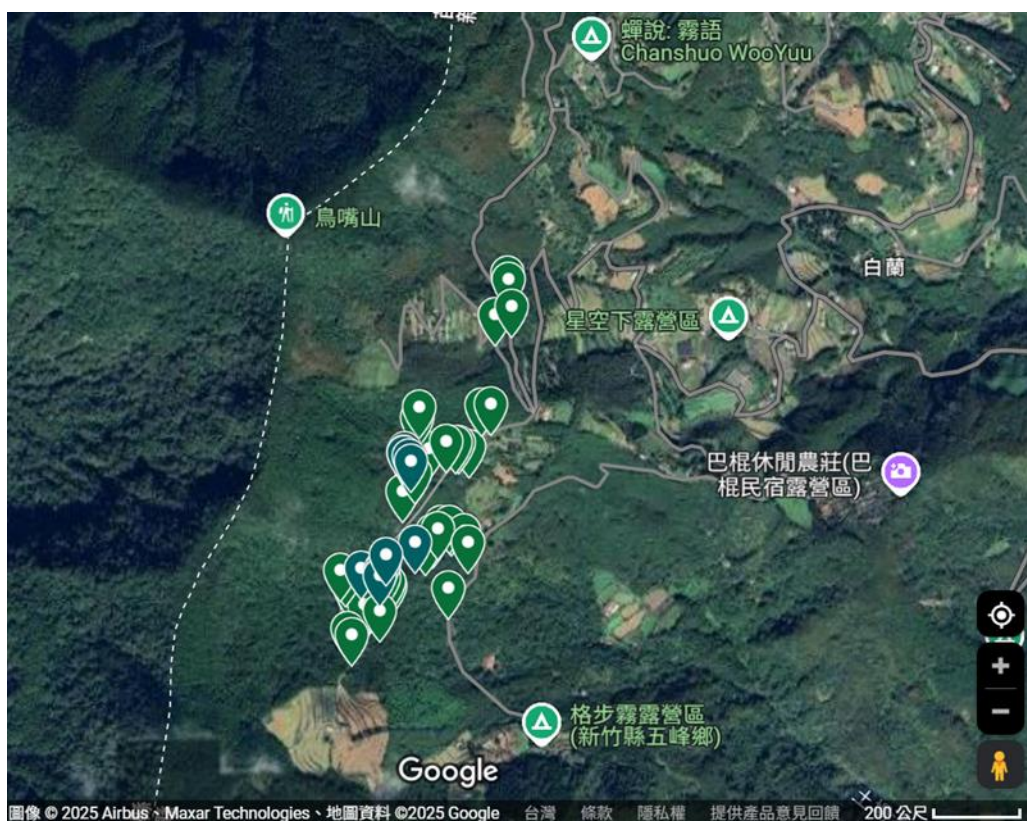 蟬說: 霧語
Chanshuo WooYuu
鳥嘴山
白蘭
星空下露營區
巴棍休閒農莊(巴
棍民宿露營區)
格步霧露營區
(新竹縣五峰鄉)
Google
圖像 © 2025 Airbus、Maxar Technologies、地圖資料 ©2025 Google 台灣 條款 隱私權 提供產品意見回饋 200 公尺